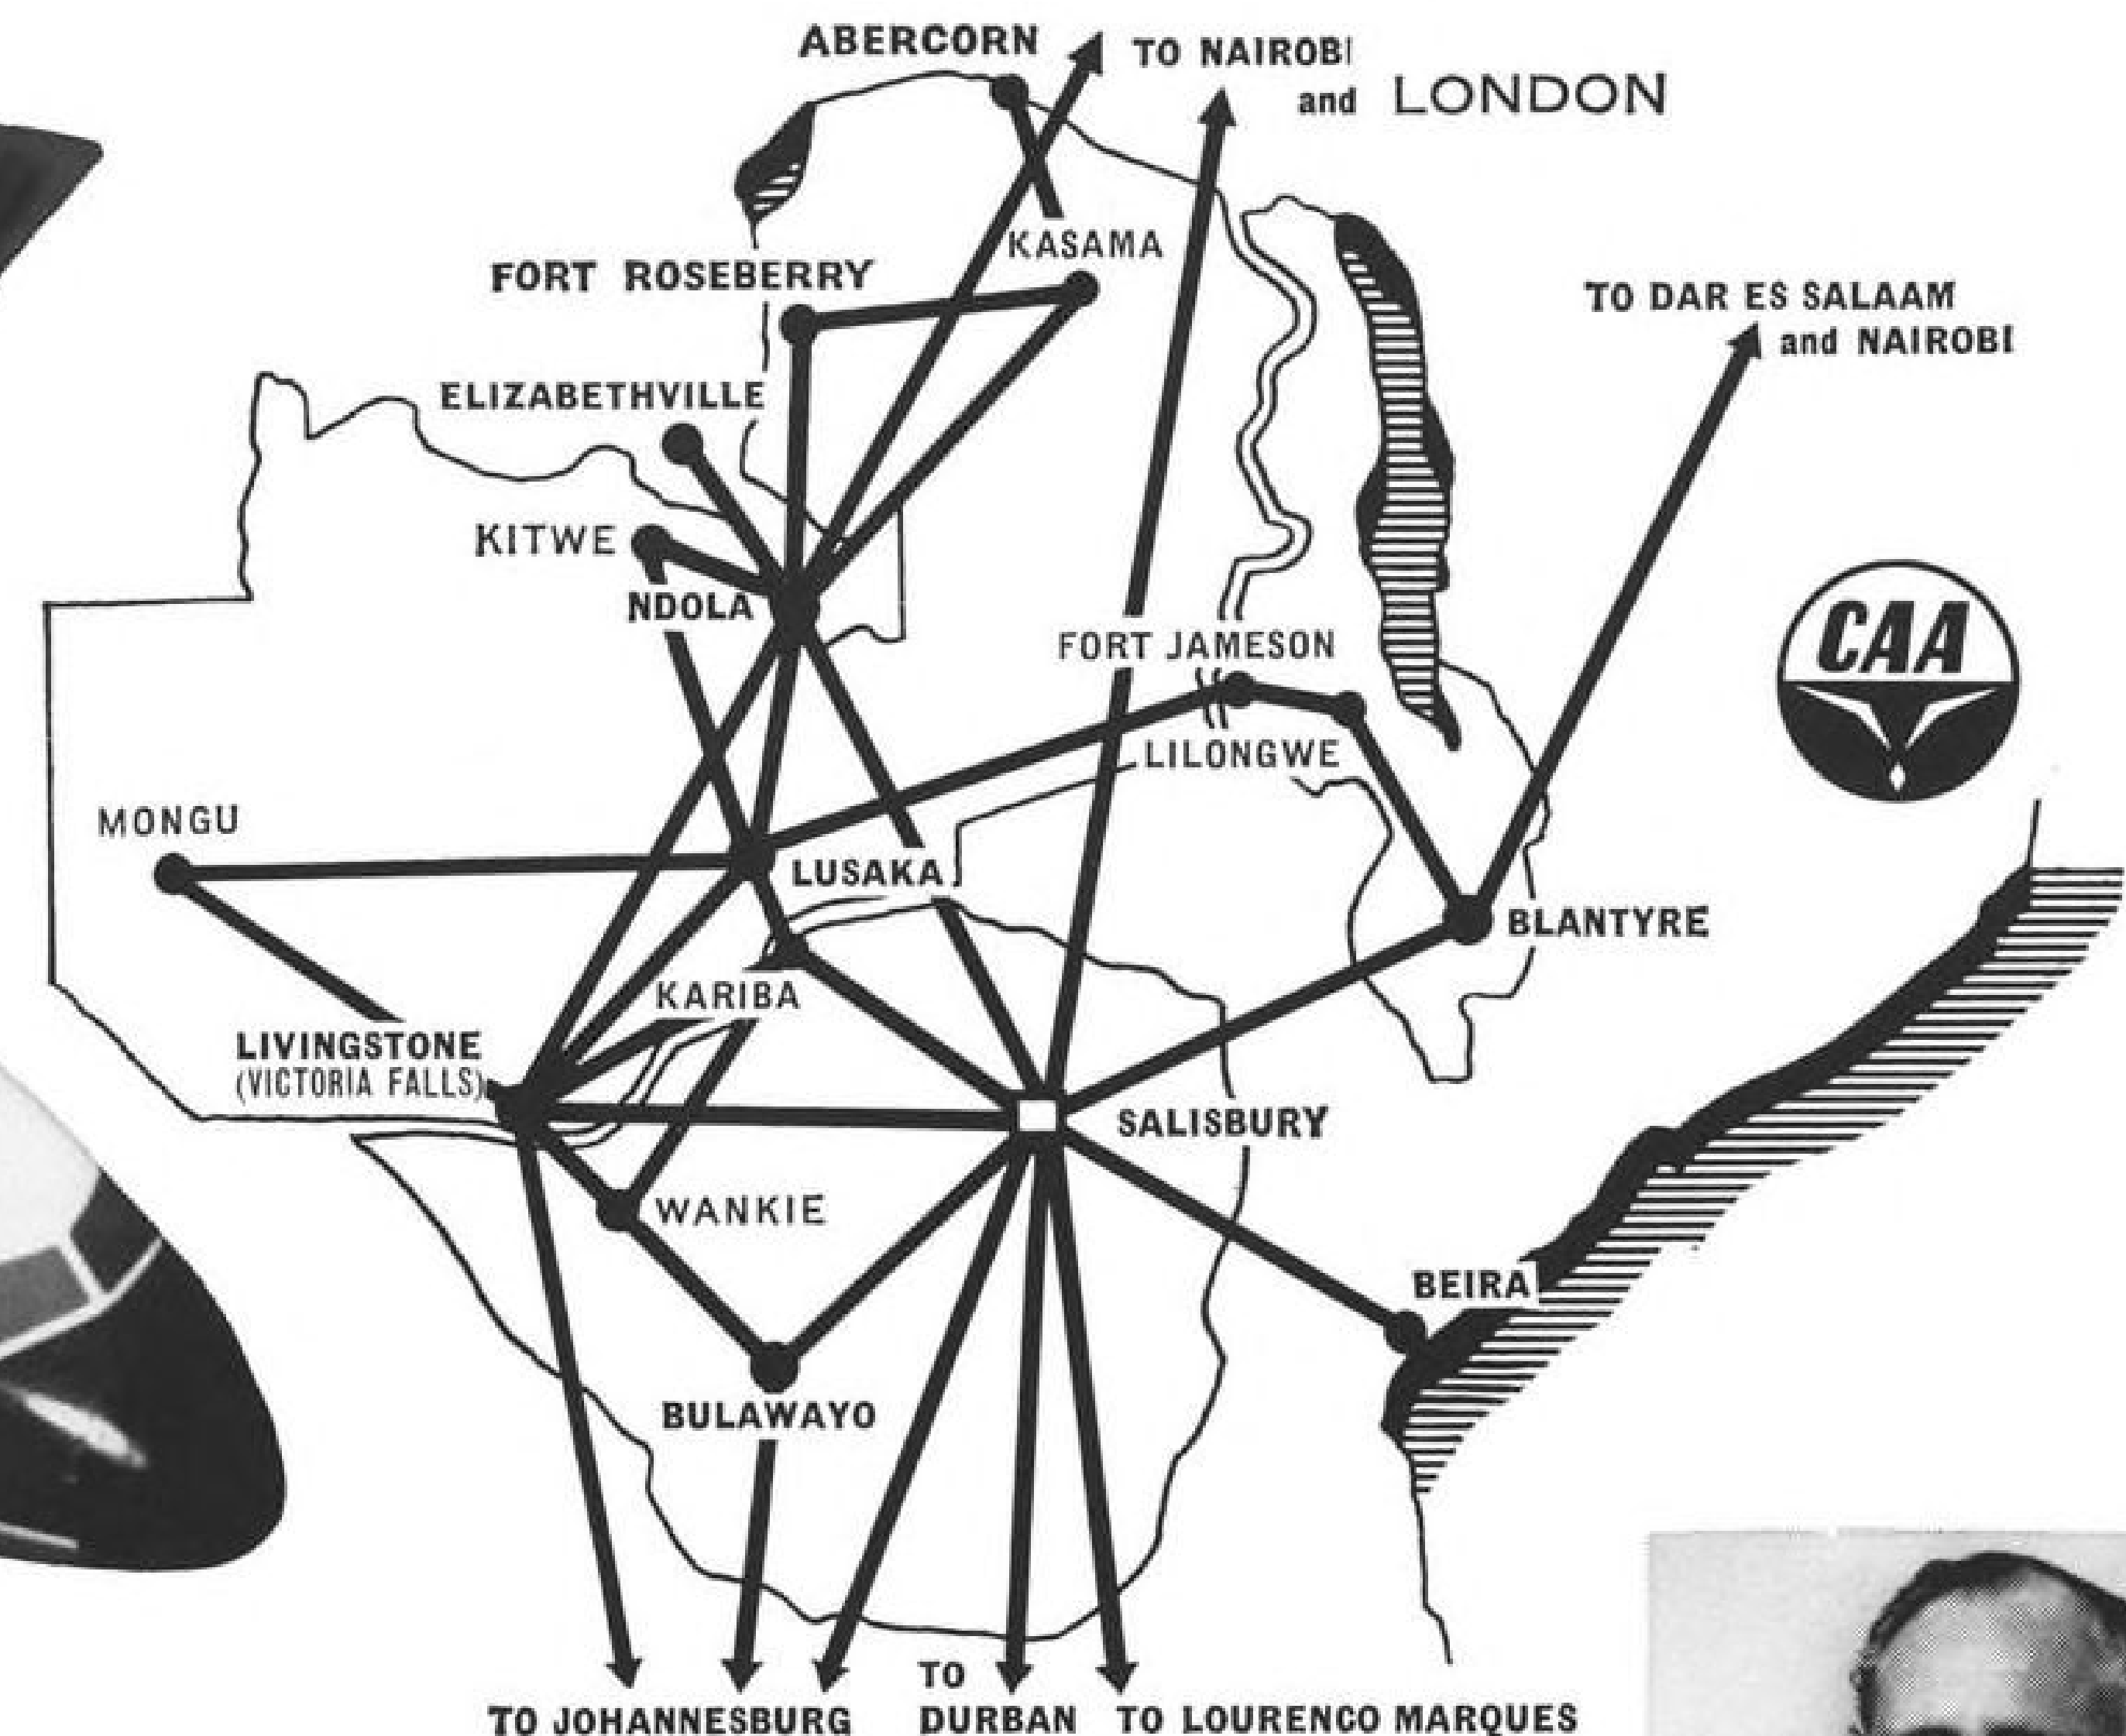 ABERCORN
TO NAIROBI
and LONDON
KASAMA
FORT ROSEBERRY
TO DAR ES SALAAM
and NAIROBI
ELIZABETHVILLE
KITWE
NDOLA
CAA
FORT JAMESON
LILONGWE
MONGU
LUSAKA
BLANTYRE
KARIBA
LIVINGSTONE
(VICTORIA FALLS)
SALISBURY
WANKIE
BEIRA
BULAWAYO
TO JOHANNESBURG
TO
DURBAN
TO LOURENCO MARQUES